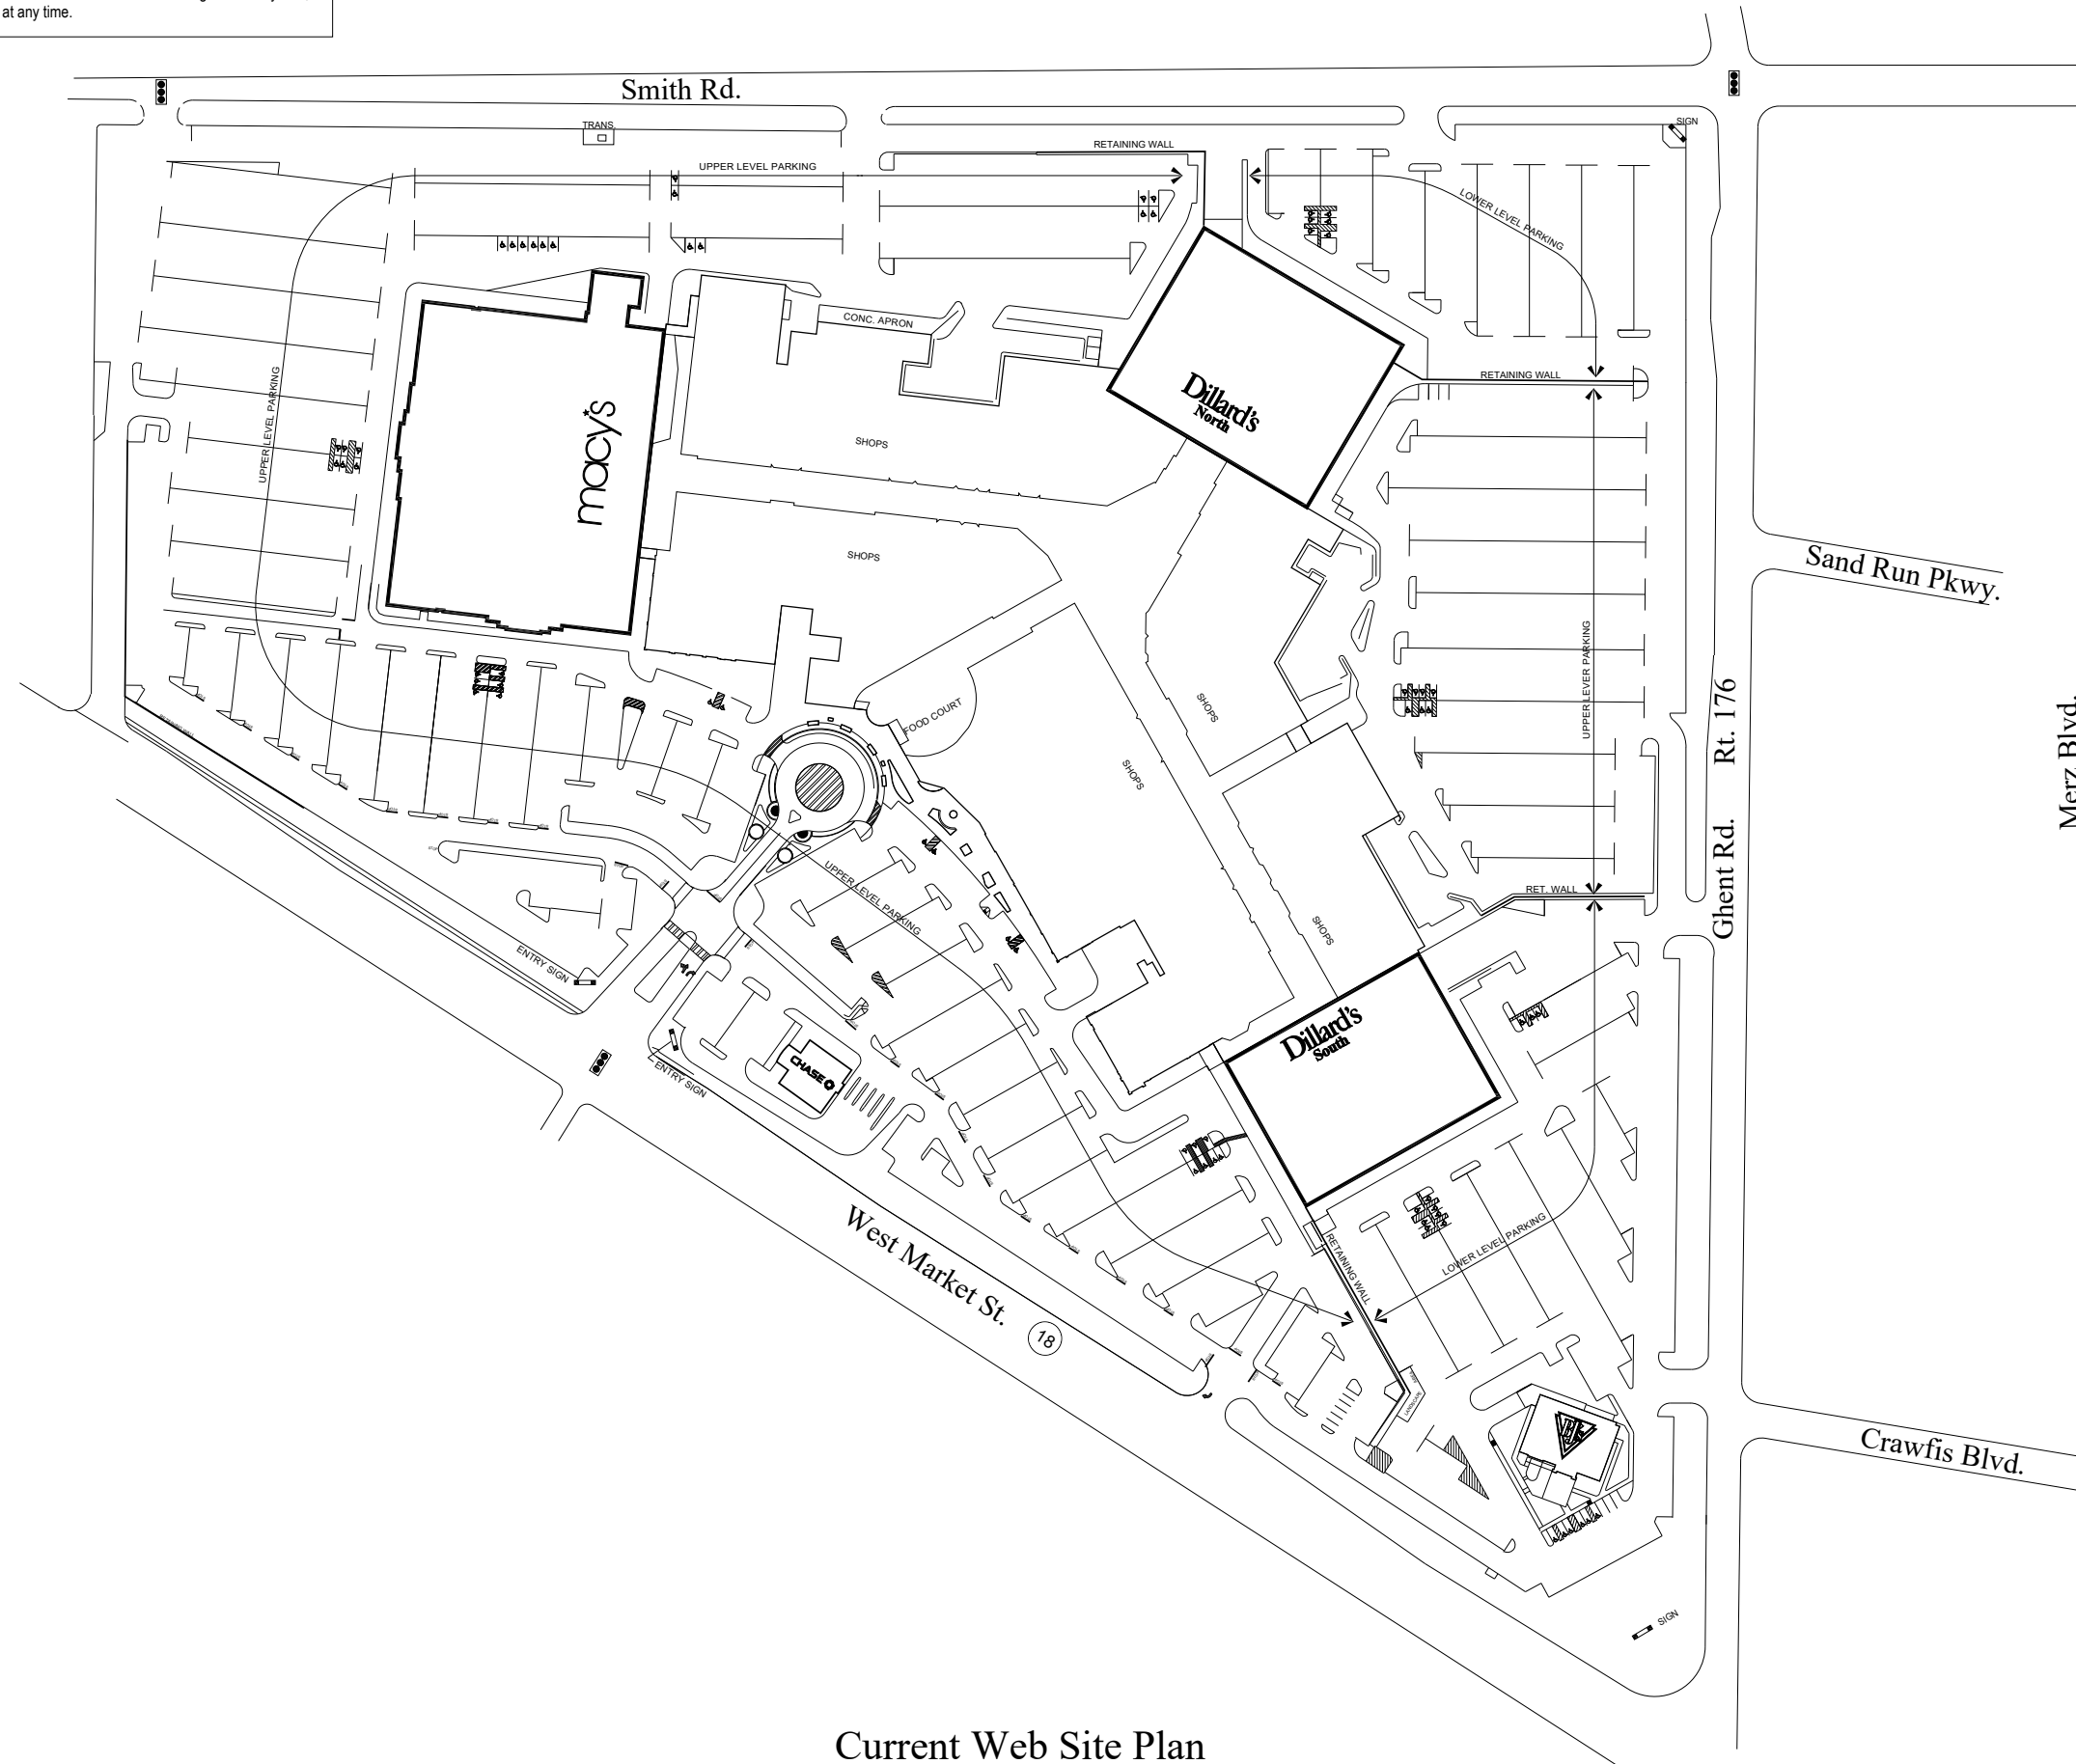 at any time.
Smith Rd.
TRANS.
SIGN
RETAINING WALL
UPPER LEVEL PARKING
LOWER LEVEL PARKING
CONC. APRON
UPPER LEVEL PARKING
macy's
Dillard's
North
RETAINING WALL
SHOPS
SHOPS
Sand Run Pkwy.
UPPER LEVER PARKING
SHOPS
FOOD COURT
SHOPS
Rt. 176
Ghent Rd.
Merz Blvd.
UPPER LEVEL PARKING
RET. WALL
SHOPS
ENTRY SIGN
Dillard's
South
CHASE
ENTRY SIGN
West Market St.
18
RETAINING WALL
LOWER LEVEL PARKING
Crawfis Blvd.
SIGN
Current Web Site Plan